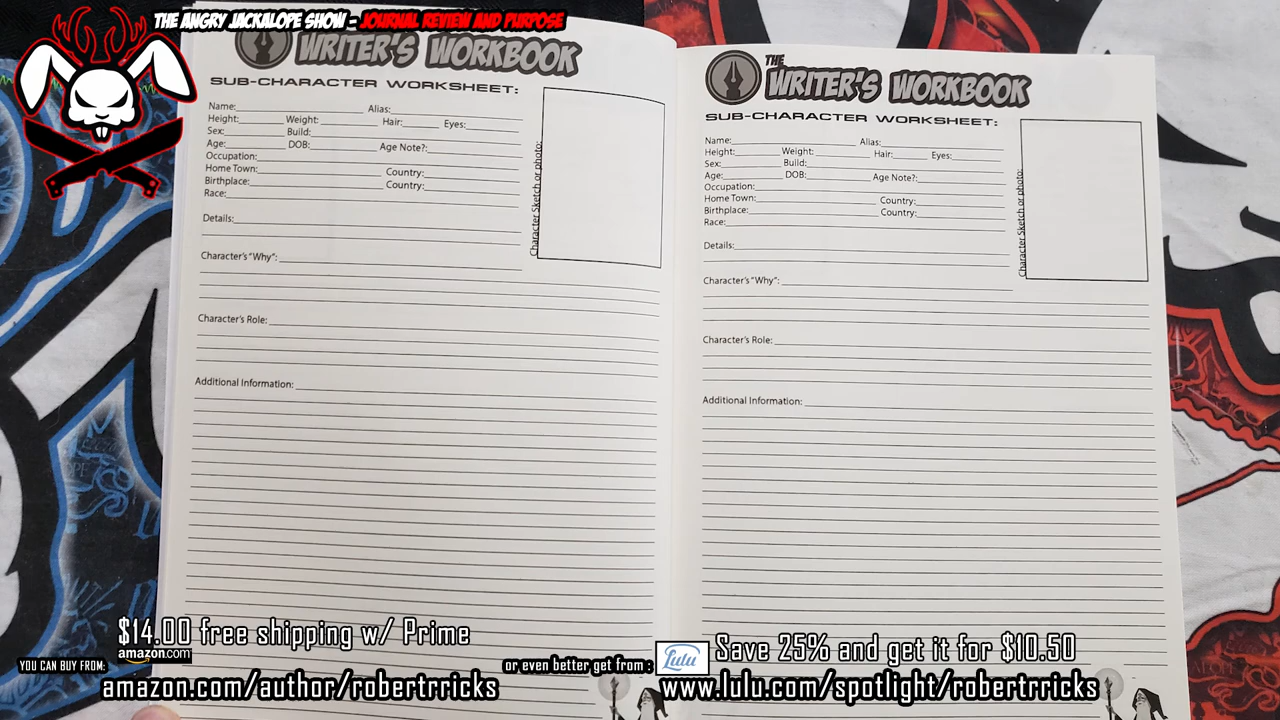 THE ANGRY JACKALOPE SHOW - JOURNAL REVIEW AND PURPOSE
WRITER'S WORKBOOK
SUB-CHARACTER WORKSHEET:
Name: Alias:
Height: Weight: Hair: Eyes:
Sex: Build:
Age: DOB: Age Note?:
Occupation:
Home Town: Country:
Birthplace: Country:
Race:
Details:
Character's "Why":
Character Sketch or photo:
Character's Role:
Additional Information:
THE
WRITER'S WORKBOOK
SUB-CHARACTER WORKSHEET:
Name: Alias:
Height: Weight: Hair: Eyes:
Sex: Build:
Age: DOB: Age Note?:
Occupation:
Home Town: Country:
Birthplace: Country:
Race:
Details:
Character's "Why":
Character Sketch or photo:
Character's Role:
Additional Information:
$14.00 free shipping w/ Prime
YOU CAN BUY FROM: amazon.com
amazon.com/author/robertrricks
or even better get from : Lulu
Save 25% and get it for $10.50
www.lulu.com/spotlight/robertrricks